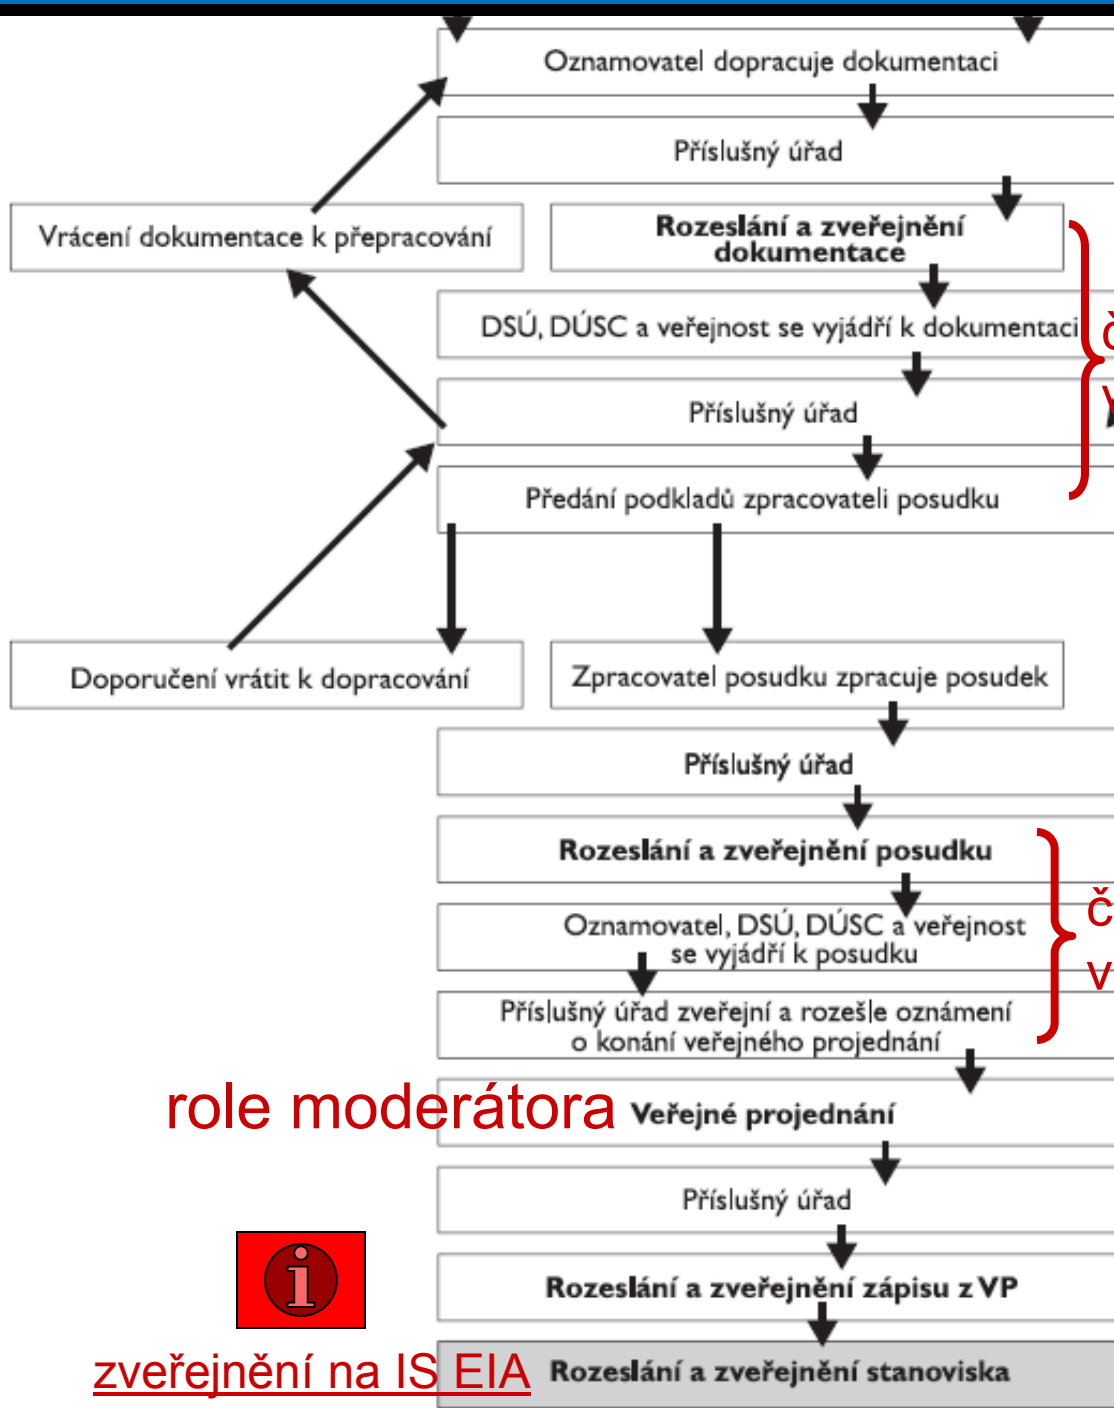 Oznamovatel dopracuje dokumentaci
Příslušný úřad
Vrácení dokumentace k přepracování
Rozeslání a zveřejnění
dokumentace
DSÚ, DÚSC a veřejnost se vyjádří k dokumentaci
Příslušný úřad
Předání podkladů zpracovateli posudku
Doporučení vrátit k dopracování
Zpracovatel posudku zpracuje posudek
Příslušný úřad
Rozeslání a zveřejnění posudku
Oznamovatel, DSÚ, DÚSC a veřejnost
se vyjádří k posudku
Příslušný úřad zveřejní a rozešle oznámení
o konání veřejného projednání
role moderátora
Veřejné projednání
Příslušný úřad
Rozeslání a zveřejnění zápisu z VP
zveřejnění na IS EIA
Rozeslání a zveřejnění stanoviska